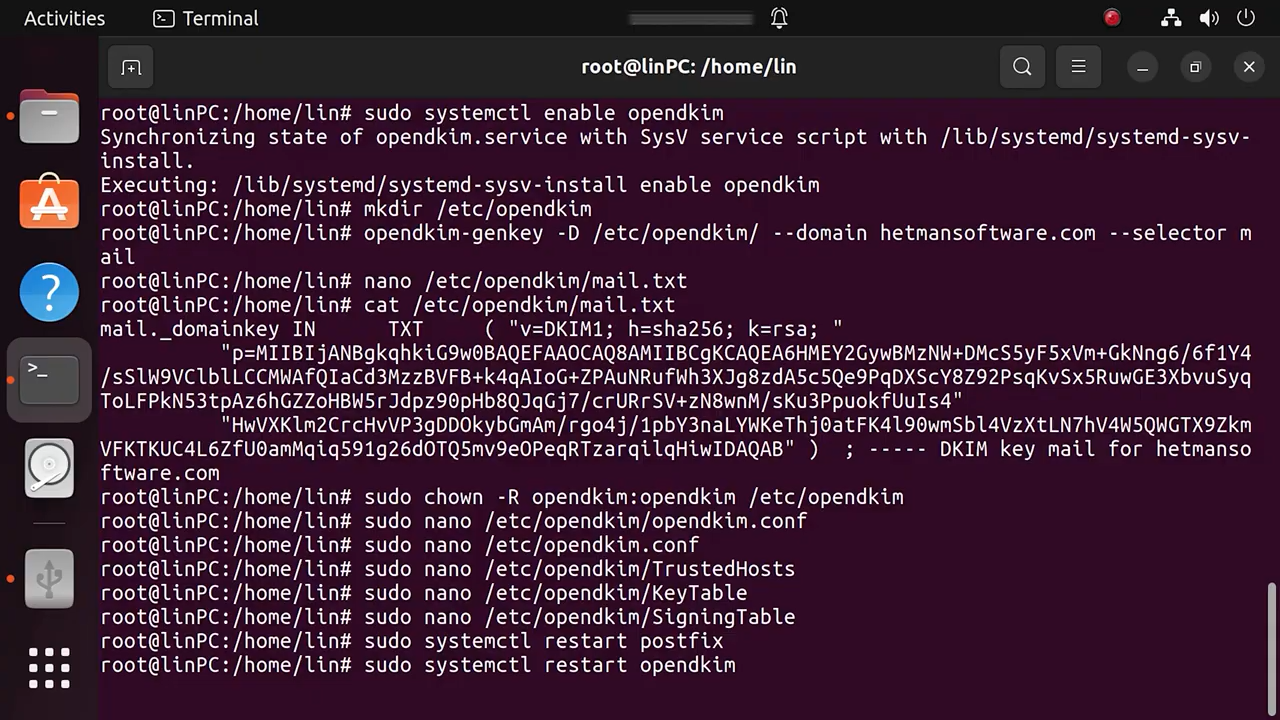 Activities
Terminal
root@linPC: /home/lin
root@linPC:/home/lin# sudo systemctl enable opendkim
Synchronizing state of opendkim.service with SysV service script with /lib/systemd/systemd-sysv-
install.
Executing: /lib/systemd/systemd-sysv-install enable opendkim
root@linPC:/home/lin# mkdir /etc/opendkim
root@linPC:/home/lin# opendkim-genkey -D /etc/opendkim/ --domain hetmansoftware.com --selector m
ail
root@linPC:/home/lin# nano /etc/opendkim/mail.txt
root@linPC:/home/lin# cat /etc/opendkim/mail.txt
mail._domainkey IN      TXT     ( "v=DKIM1; h=sha256; k=rsa; "
          "p=MIIBIjANBgkqhkiG9w0BAQEFAAOCAQ8AMIIBCgKCAQEA6HMEY2GywBMzNW+DMcS5yF5xVm+GkNng6/6f1Y4
/sSlW9VClblLCCMWAfQIaCd3MzzBVFB+k4qAIoG+ZPAuNRufWh3XJg8zdA5c5Qe9PqDXScY8Z92PsqKvSx5RuwGE3XbvuSyq
ToLFPkN53tpAz6hGZZoHBW5rJdpz90pHb8QJqGj7/crURrSV+zN8wnM/sKu3PpuokfUuIs4"
          "HwVXKlm2CrcHvVP3gDDOkybGmAm/rgo4j/1pbY3naLYWKeThj0atFK4l90wmSbl4VzXtLN7hV4W5QWGTX9Zkm
VFKTKUC4L6ZfU0amMqiq591g26dOTQ5mv9eOPeqRTzarqilqHiwIDAQAB" )  ; ----- DKIM key mail for hetmanso
ftware.com
root@linPC:/home/lin# sudo chown -R opendkim:opendkim /etc/opendkim
root@linPC:/home/lin# sudo nano /etc/opendkim/opendkim.conf
root@linPC:/home/lin# sudo nano /etc/opendkim.conf
root@linPC:/home/lin# sudo nano /etc/opendkim/TrustedHosts
root@linPC:/home/lin# sudo nano /etc/opendkim/KeyTable
root@linPC:/home/lin# sudo nano /etc/opendkim/SigningTable
root@linPC:/home/lin# sudo systemctl restart postfix
root@linPC:/home/lin# sudo systemctl restart opendkim